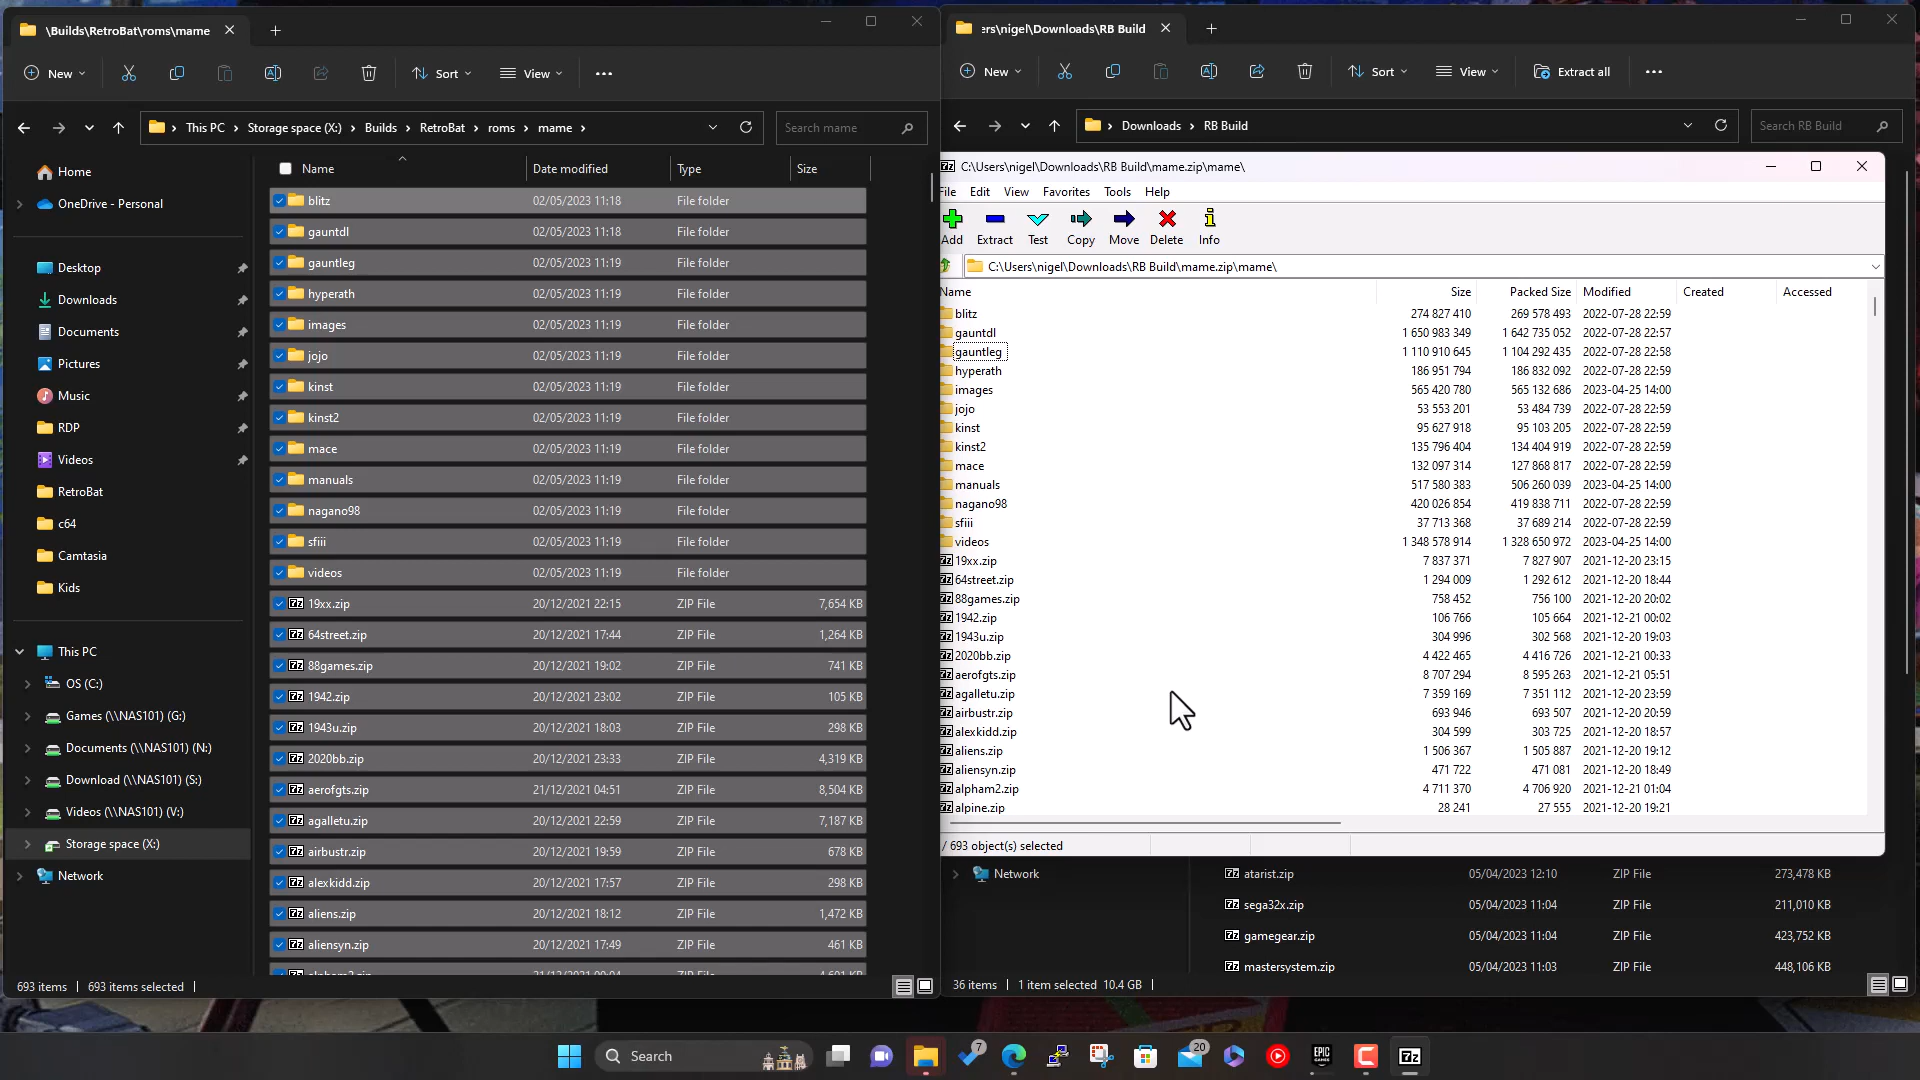 \Builds\RetroBat\roms\mame
New
Sort
View
This PC
Storage space (X:)
Builds
RetroBat
roms
mame
Search mame
Home
OneDrive - Personal
Desktop
Downloads
Documents
Pictures
Music
RDP
Videos
RetroBat
c64
Camtasia
Kids
This PC
OS (C:)
Games (\\NAS101) (G:)
Documents (\\NAS101) (N:)
Download (\\NAS101) (S:)
Videos (\\NAS101) (V:)
Storage space (X:)
Network
Name Date modified Type Size
blitz 02/05/2023 11:18 File folder
gauntdl 02/05/2023 11:18 File folder
gauntleg 02/05/2023 11:19 File folder
hyperath 02/05/2023 11:19 File folder
images 02/05/2023 11:19 File folder
jojo 02/05/2023 11:19 File folder
kinst 02/05/2023 11:19 File folder
kinst2 02/05/2023 11:19 File folder
mace 02/05/2023 11:19 File folder
manuals 02/05/2023 11:19 File folder
nagano98 02/05/2023 11:19 File folder
sfiii 02/05/2023 11:19 File folder
videos 02/05/2023 11:19 File folder
19xx.zip 20/12/2021 22:15 ZIP File 7,654 KB
64street.zip 20/12/2021 17:44 ZIP File 1,264 KB
88games.zip 20/12/2021 19:02 ZIP File 741 KB
1942.zip 20/12/2021 23:02 ZIP File 105 KB
1943u.zip 20/12/2021 18:03 ZIP File 298 KB
2020bb.zip 20/12/2021 23:33 ZIP File 4,319 KB
aerofgts.zip 21/12/2021 04:51 ZIP File 8,504 KB
agalletu.zip 20/12/2021 22:59 ZIP File 7,187 KB
airbustr.zip 20/12/2021 19:59 ZIP File 678 KB
alexkidd.zip 20/12/2021 17:57 ZIP File 298 KB
aliens.zip 20/12/2021 18:12 ZIP File 1,472 KB
aliensyn.zip 20/12/2021 17:49 ZIP File 461 KB
693 items 693 items selected
ers\nigel\Downloads\RB Build
New
Sort
View
Extract all
Downloads
RB Build
Search RB Build
C:\Users\nigel\Downloads\RB Build\mame.zip\mame\
File Edit View Favorites Tools Help
Add Extract Test Copy Move Delete Info
C:\Users\nigel\Downloads\RB Build\mame.zip\mame\
Name Size Packed Size Modified Created Accessed
blitz 274 827 410 269 578 493 2022-07-28 22:59
gauntdl 1 650 983 349 1 642 735 052 2022-07-28 22:57
gauntleg 1 110 910 645 1 104 292 435 2022-07-28 22:58
hyperath 186 951 794 186 832 092 2022-07-28 22:59
images 565 420 780 565 132 686 2023-04-25 14:00
jojo 53 553 201 53 484 739 2022-07-28 22:59
kinst 95 627 918 95 103 205 2022-07-28 22:59
kinst2 135 796 404 134 404 919 2022-07-28 22:59
mace 132 097 314 127 868 817 2022-07-28 22:59
manuals 517 580 383 506 260 039 2023-04-25 14:00
nagano98 420 026 854 419 838 711 2022-07-28 22:59
sfiii 37 713 368 37 689 214 2022-07-28 22:59
videos 1 348 578 914 1 328 650 972 2023-04-25 14:00
19xx.zip 7 837 371 7 827 907 2021-12-20 23:15
64street.zip 1 294 009 1 292 612 2021-12-20 18:44
88games.zip 758 452 756 100 2021-12-20 20:02
1942.zip 106 766 105 664 2021-12-21 00:02
1943u.zip 304 996 302 568 2021-12-20 19:03
2020bb.zip 4 422 465 4 416 726 2021-12-21 00:33
aerofgts.zip 8 707 294 8 595 263 2021-12-21 05:51
agalletu.zip 7 359 169 7 351 112 2021-12-20 23:59
airbustr.zip 693 946 693 507 2021-12-20 20:59
alexkidd.zip 304 599 303 725 2021-12-20 18:57
aliens.zip 1 506 367 1 505 887 2021-12-20 19:12
aliensyn.zip 471 722 471 081 2021-12-20 18:49
alpham2.zip 4 711 370 4 706 920 2021-12-21 01:04
alpine.zip 28 241 27 555 2021-12-20 19:21
/ 693 object(s) selected
Network
atarist.zip 05/04/2023 12:10 ZIP File 273,478 KB
sega32x.zip 05/04/2023 11:04 ZIP File 211,010 KB
gamegear.zip 05/04/2023 11:04 ZIP File 423,752 KB
mastersystem.zip 05/04/2023 11:03 ZIP File 448,106 KB
36 items 1 item selected 10.4 GB
Search
7
20
EPIC
GAMES
7z